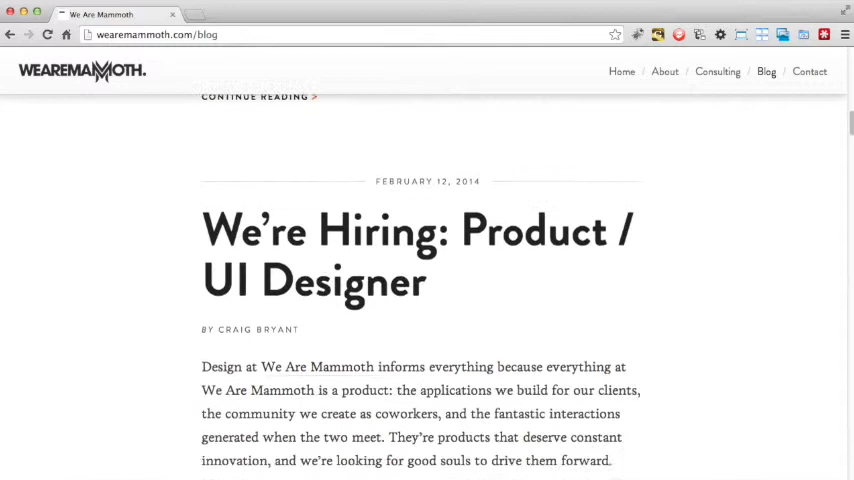 We Are Mammoth
wearemammoth.com/blog
WEAREMAMMOTH.
Home / About / Consulting / Blog / Contact
CONTINUE READING >
FEBRUARY 12, 2014
We're Hiring: Product /
UI Designer
BY CRAIG BRYANT
Design at We Are Mammoth informs everything because everything at
We Are Mammoth is a product: the applications we build for our clients,
the community we create as coworkers, and the fantastic interactions
generated when the two meet. They're products that deserve constant
innovation, and we're looking for good souls to drive them forward.